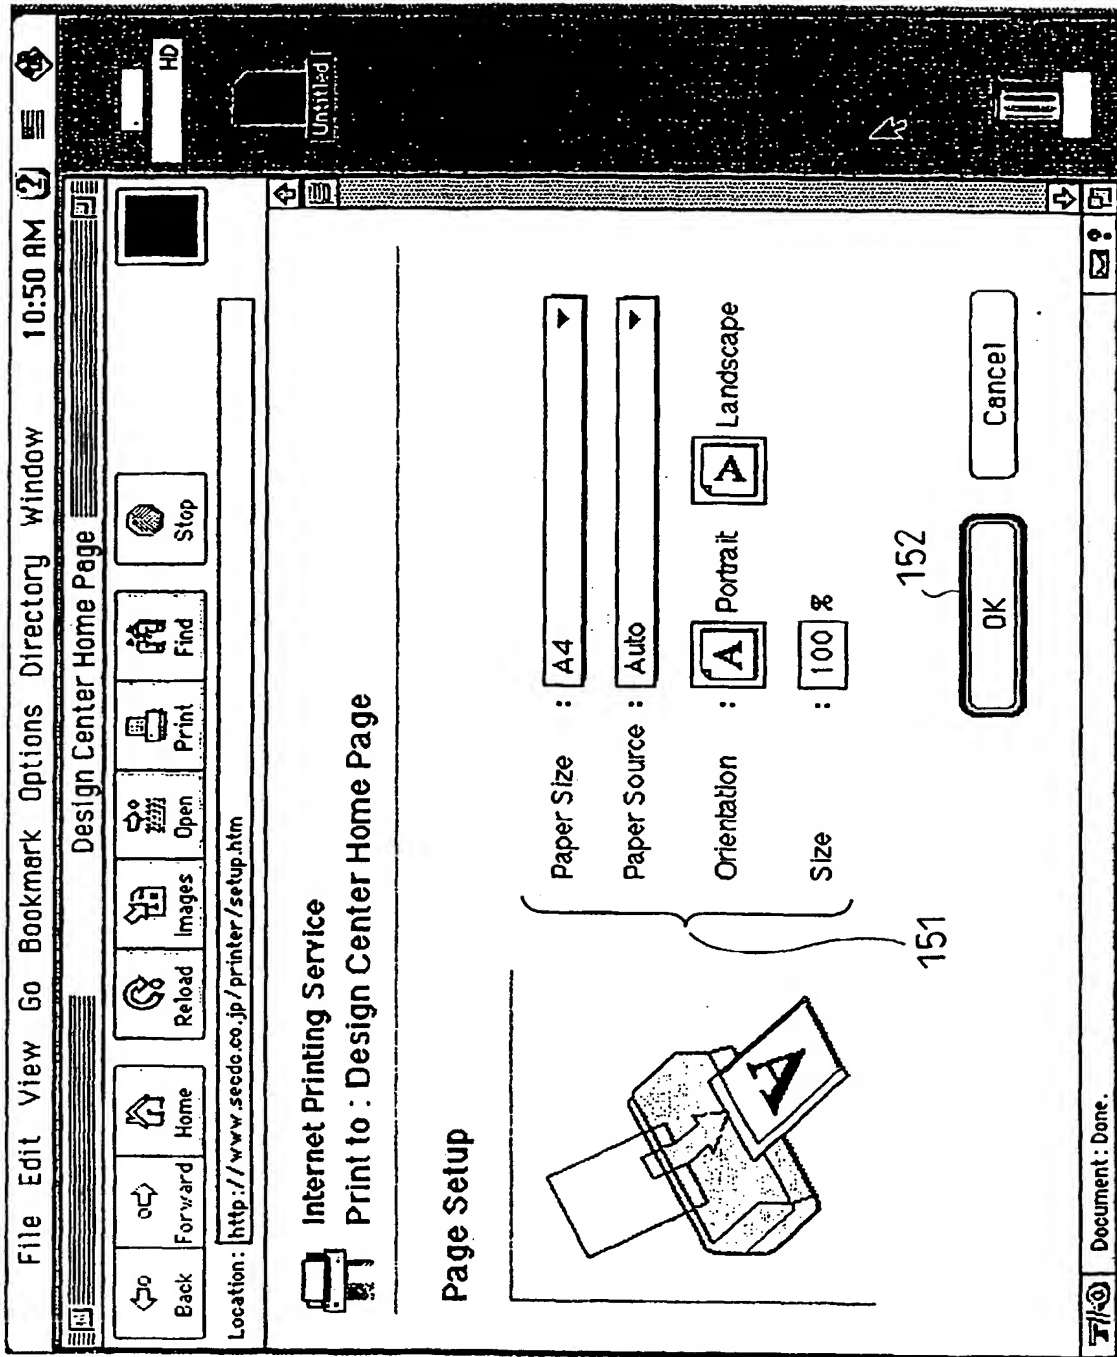 File Edit View Go Bookmark Options Directory Window 10:50 AM ?
HD
Untitled
Design Center Home Page
Back Forward Home Reload Images Open Print Find Stop
Location : http://www.secdo.co.jp/printer/setup.htm
Internet Printing Service
Print to : Design Center Home Page
Page Setup
A
Paper Size : A4
Paper Source : Auto
Orientation : A Portrait A Landscape
Size : 100 %
151
152
OK Cancel
Document : Done. ?